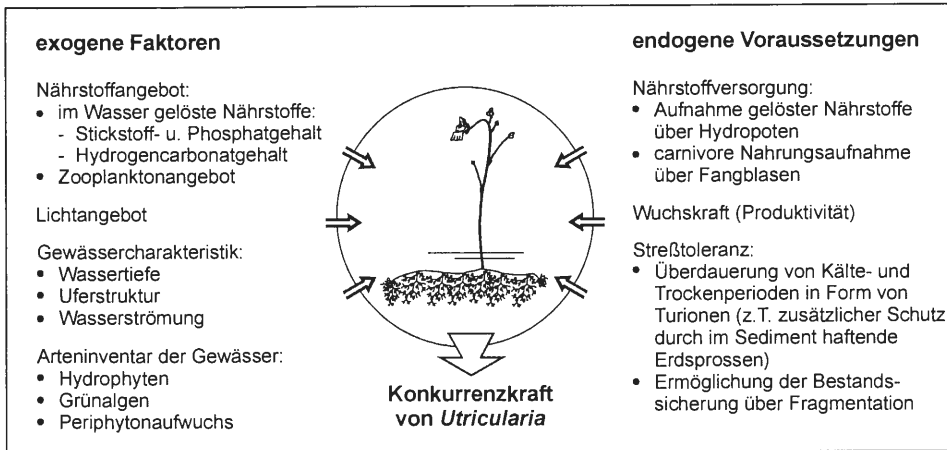 exogene Faktoren
Nährstoffangebot:
• im Wasser gelöste Nährstoffe:
- Stickstoff- u. Phosphatgehalt
- Hydrogencarbonatgehalt
• Zooplanktonangebot
Lichtangebot
Gewässercharakteristik:
• Wassertiefe
• Uferstruktur
• Wasserströmung
Arteninventar der Gewässer:
• Hydrophyten
• Grünalgen
• Periphytonaufwuchs
Konkurrenzkraft
von Utricularia
endogene Voraussetzungen
Nährstoffversorgung:
• Aufnahme gelöster Nährstoffe
über Hydropoten
• carnivore Nahrungsaufnahme
über Fangblasen
Wuchskraft (Produktivität)
Streßtoleranz:
• Überdauerung von Kälte- und
Trockenperioden in Form von
Turionen (z.T. zusätzlicher Schutz
durch im Sediment haftende
Erdsprossen)
• Ermöglichung der Bestands-
sicherung über Fragmentation